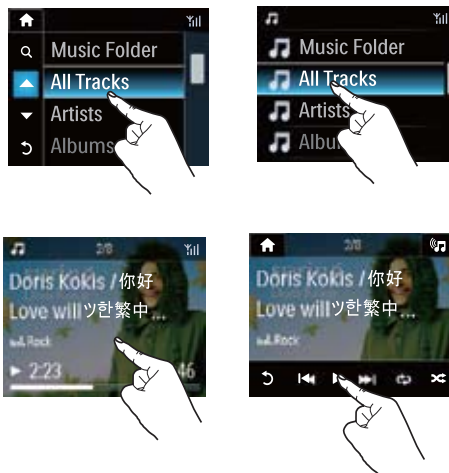 Music Folder
All Tracks
Artists
Albums
Music Folder
All Tracks
Artists
2/8
Doris Kokis /你好
Love willツ한繁中...
Rock
2:23
46
2/8
Doris Kokis /你好
Love willツ한繁中...
Rock